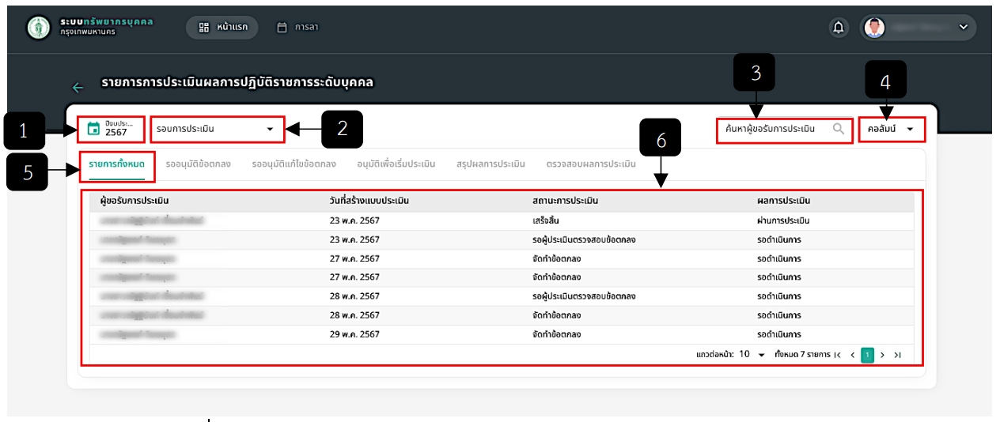 ระบบทรัพยากรบุคคล
กรุงเทพมหานคร
หน้าแรก
การลา
รายการการประเมินผลการปฏิบัติราชการระดับบุคคล
3
4
1
ปีงบประ...
2567
รอบการประเมิน
2
6
ค้นหาผู้ขอรับการประเมิน
คอลัมน์
5
รายการทั้งหมด รออนุมัติข้อตกลง รออนุมัติแก้ไขข้อตกลง อนุมัติเพื่อเริ่มประเมิน สรุปผลการประเมิน ตรวจสอบผลการประเมิน
ผู้ขอรับการประเมิน วันที่สร้างแบบประเมิน สถานะการประเมิน ผลการประเมิน
23 พ.ค. 2567 เสร็จสิ้น ผ่านการประเมิน
23 พ.ค. 2567 รอผู้ประเมินตรวจสอบข้อตกลง รอดำเนินการ
27 พ.ค. 2567 จัดทำข้อตกลง รอดำเนินการ
27 พ.ค. 2567 จัดทำข้อตกลง รอดำเนินการ
28 พ.ค. 2567 รอผู้ประเมินตรวจสอบข้อตกลง รอดำเนินการ
28 พ.ค. 2567 จัดทำข้อตกลง รอดำเนินการ
29 พ.ค. 2567 จัดทำข้อตกลง รอดำเนินการ
แถวต่อหน้า: 10 ทั้งหมด 7 รายการ |< < 1 > >|